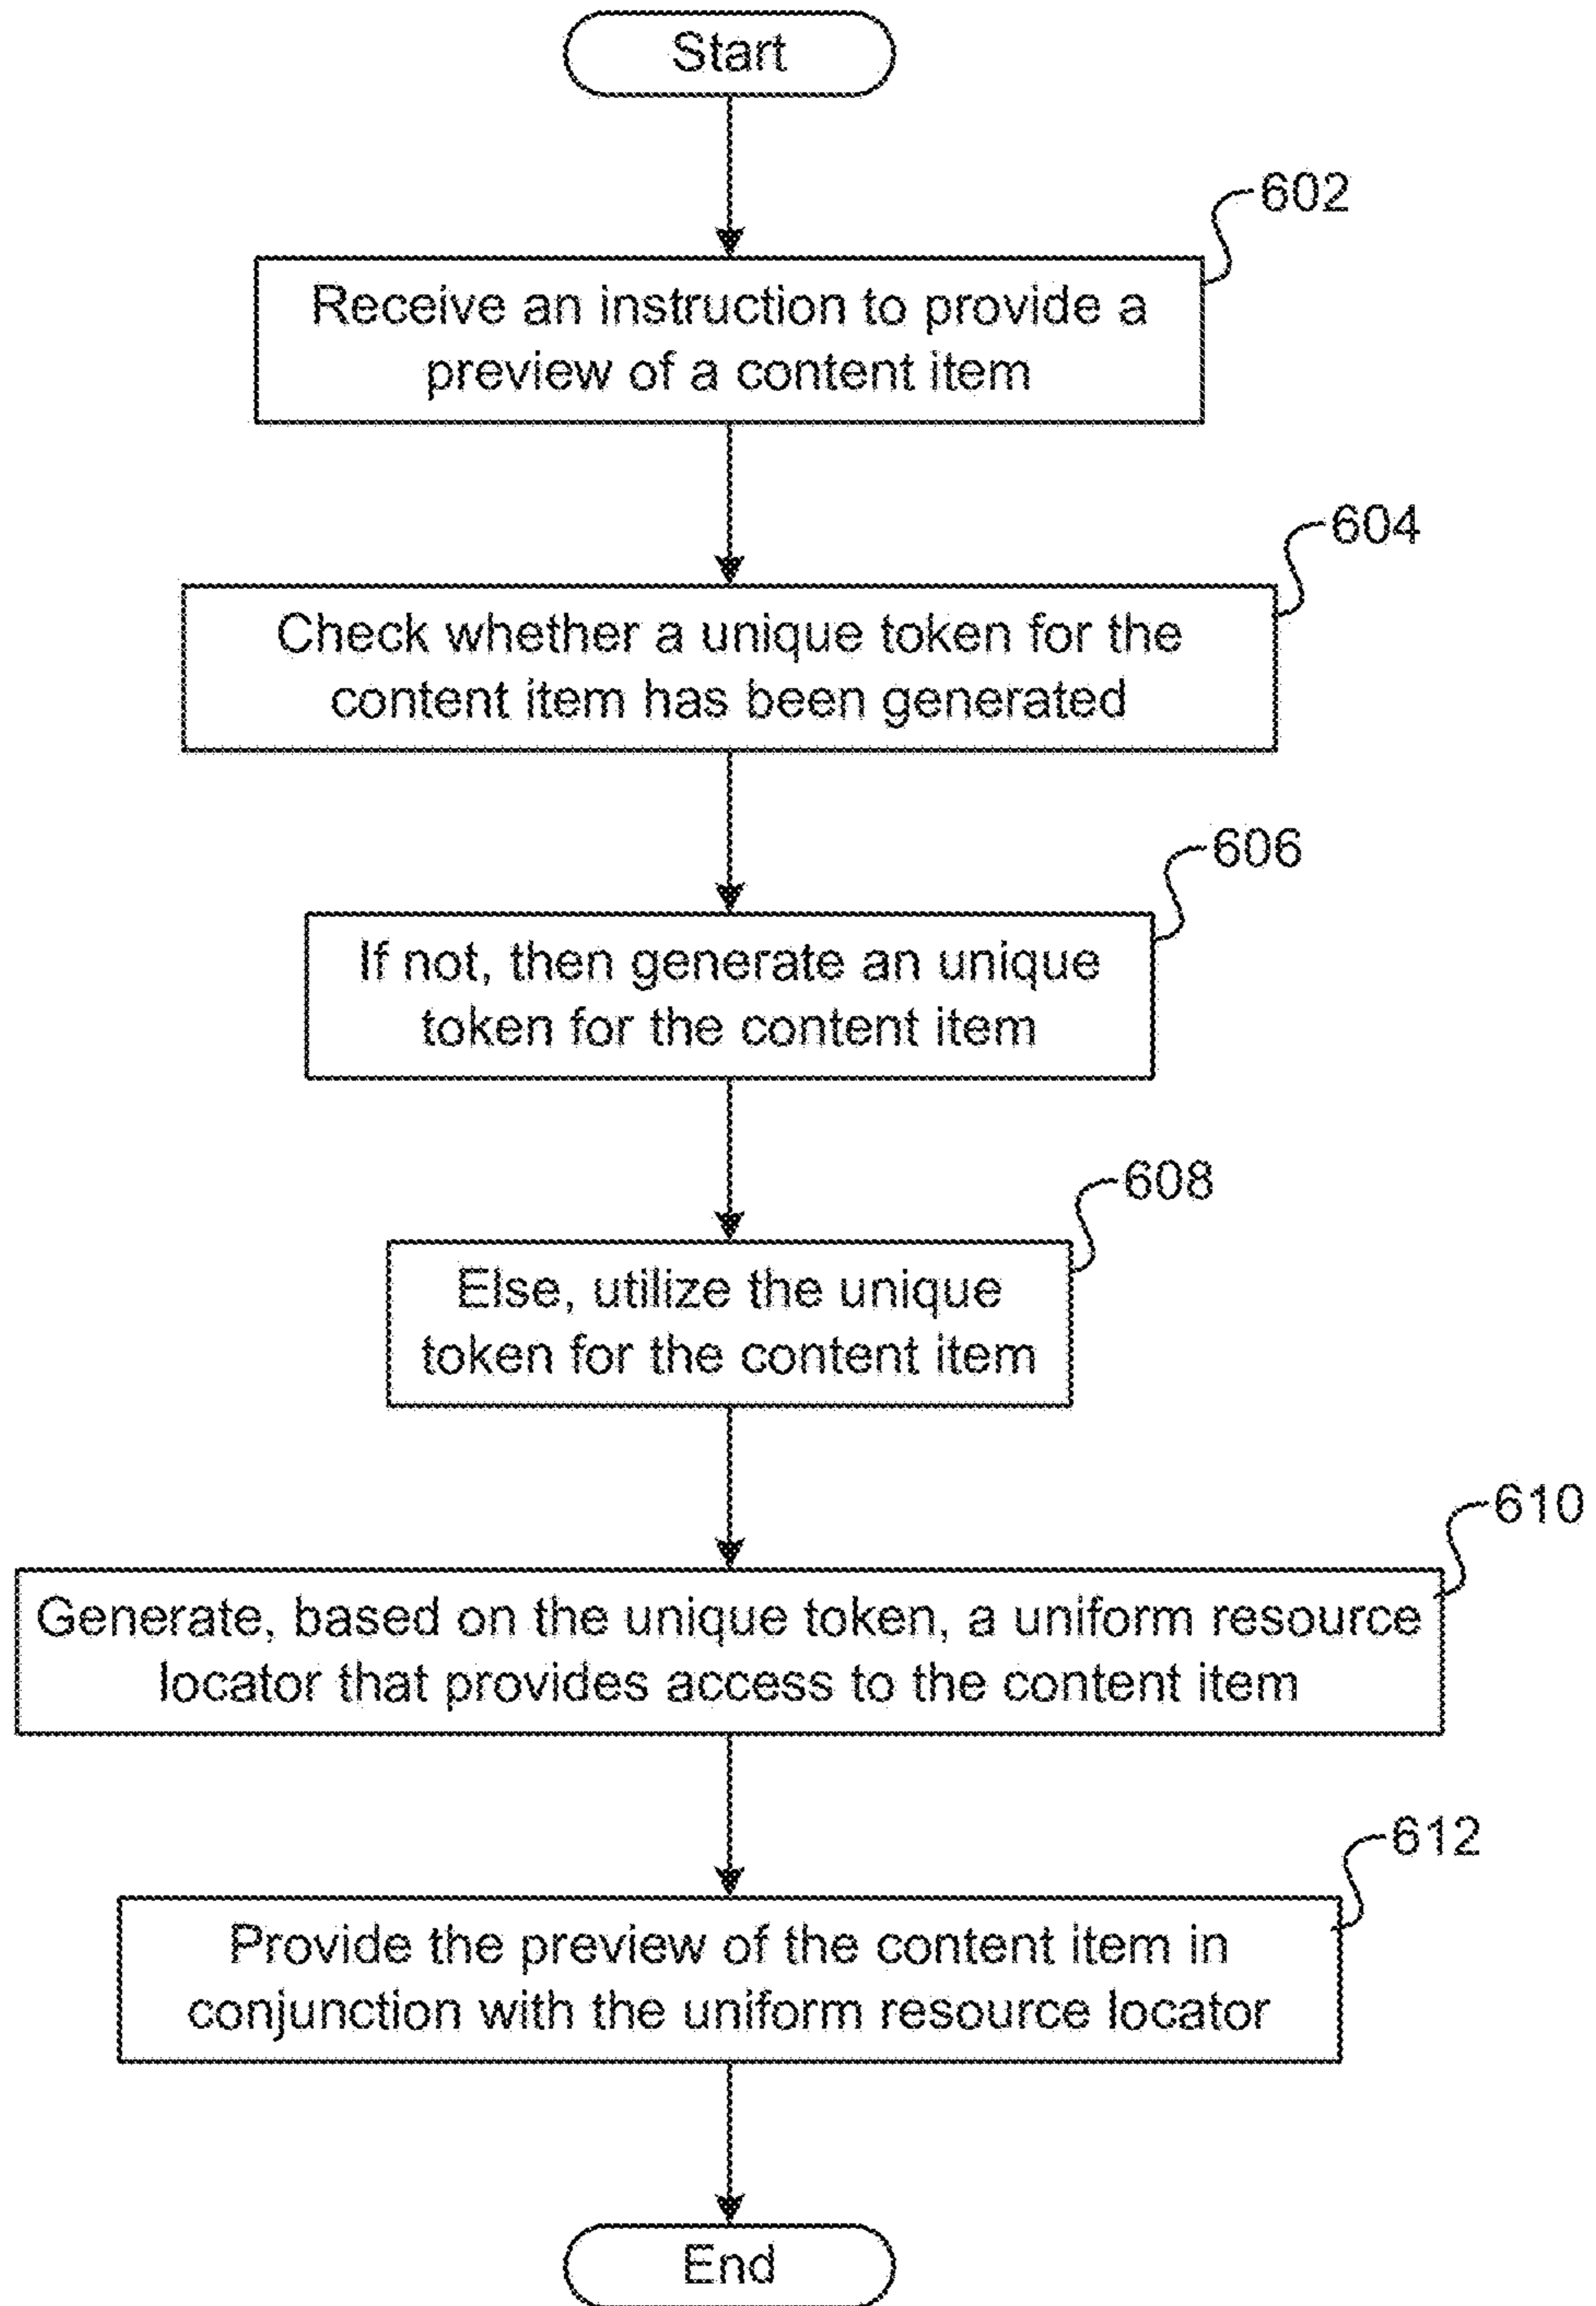 Start
602
Receive an instruction to provide a
preview of a content item
604
Check whether a unique token for the
content item has been generated
606
If not, then generate an unique
token for the content item
608
Else, utilize the unique
token for the content item
610
Generate, based on the unique token, a uniform resource
locator that provides access to the content item
612
Provide the preview of the content item in
conjunction with the uniform resource locator
End